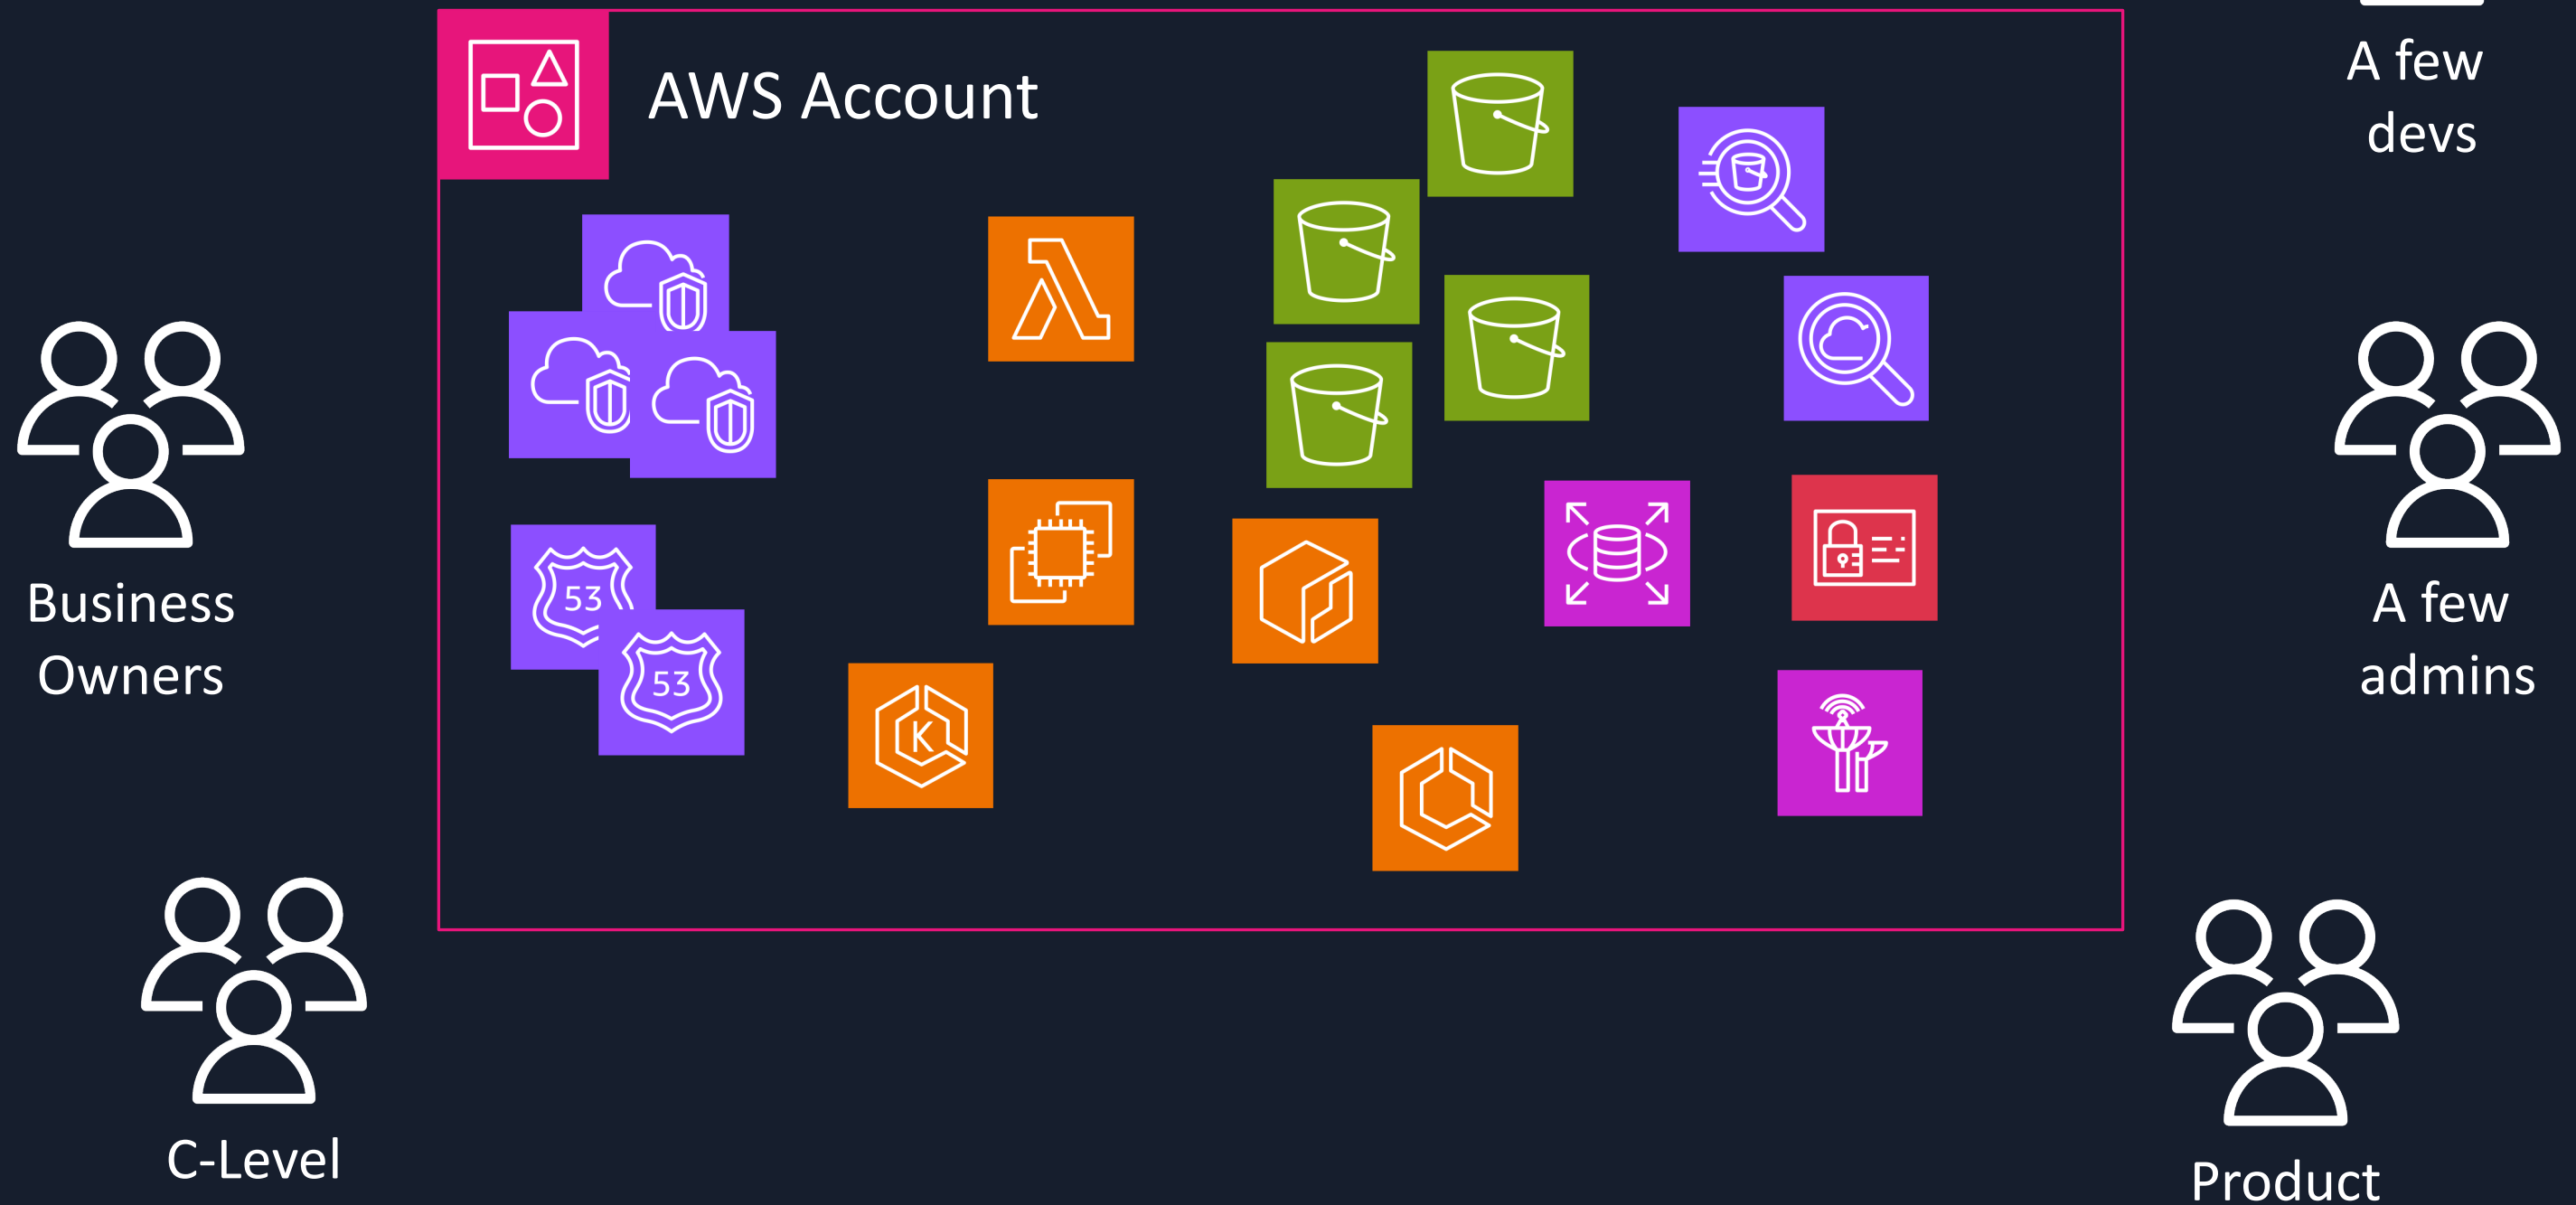 AWS Account
A few
devs
53
53
K
Business
Owners
A few
admins
C-Level
Product